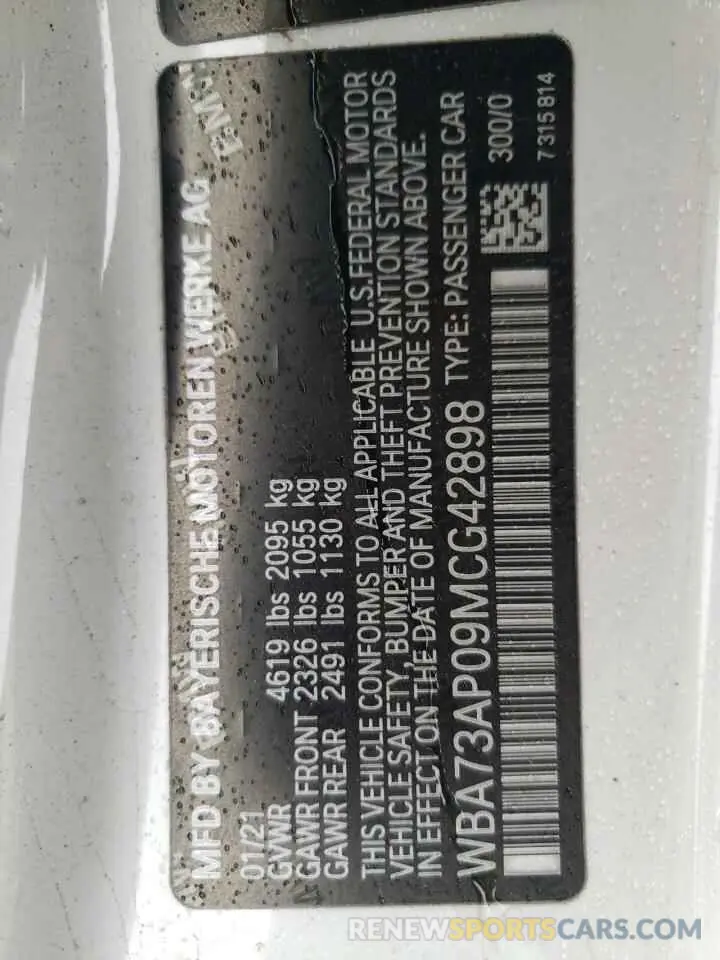 MFD BY BAYERISCHE MOTOREN WERKE AG
01/21
GVWR 4619 lbs 2095 kg
GAWR FRONT 2326 lbs 1055 kg
GAWR REAR 2491 lbs 1130 kg
THIS VEHICLE CONFORMS TO ALL APPLICABLE U.S.FEDERAL MOTOR
VEHICLE SAFETY, BUMPER AND THEFT PREVENTION STANDARDS
IN EFFECT ON THE DATE OF MANUFACTURE SHOWN ABOVE.
WBA73AP09MCG42898 TYPE: PASSENGER CAR
300/0
7 315 814
RENEWSPORTSCARS.COM